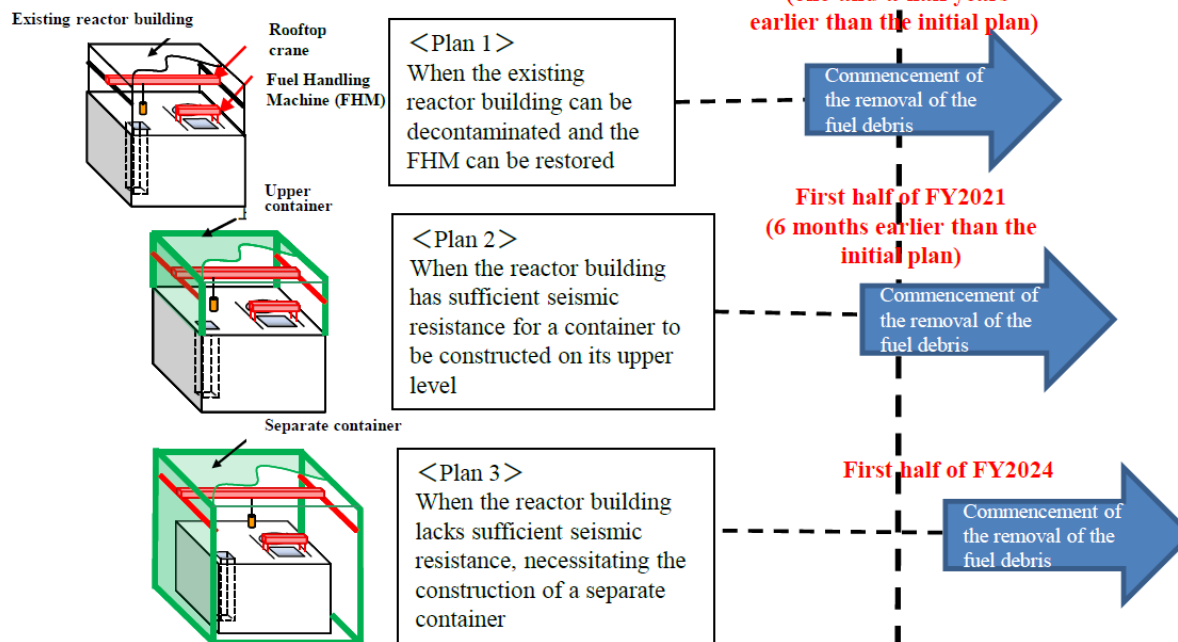 earlier than the initial plan)
Existing reactor building
Rooftop
crane
Fuel Handling
Machine (FHM)
<Plan 1>
When the existing
reactor building can be
decontaminated and the
FHM can be restored
Commencement of
the removal of the
fuel debris
Upper
container
<Plan 2>
When the reactor building
has sufficient seismic
resistance for a container to
be constructed on its upper
level
First half of FY2021
(6 months earlier than the
initial plan)
Commencement of
the removal of the
fuel debris
Separate container
<Plan 3>
When the reactor building
lacks sufficient seismic
resistance, necessitating the
construction of a separate
container
First half of FY2024
Commencement of
the removal of the
fuel debris